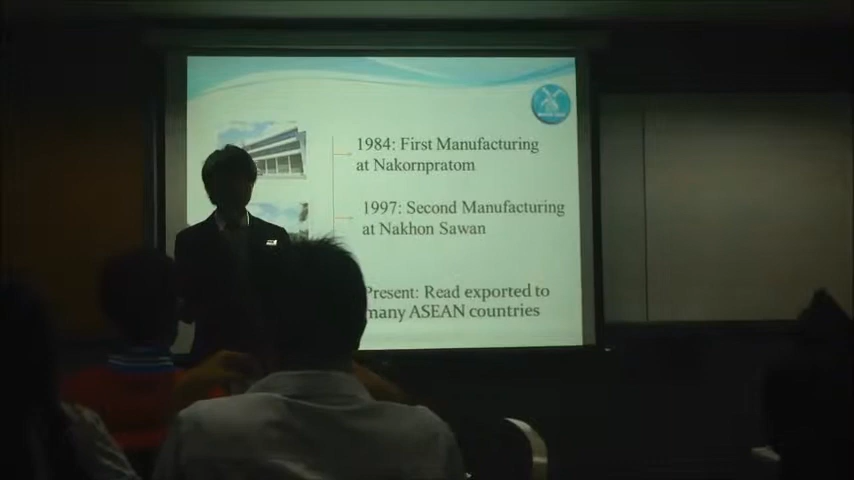 1984: First Manufacturing
at Nakornpratom
1997: Second Manufacturing
at Nakhon Sawan
Present: Read exported to
many ASEAN countries